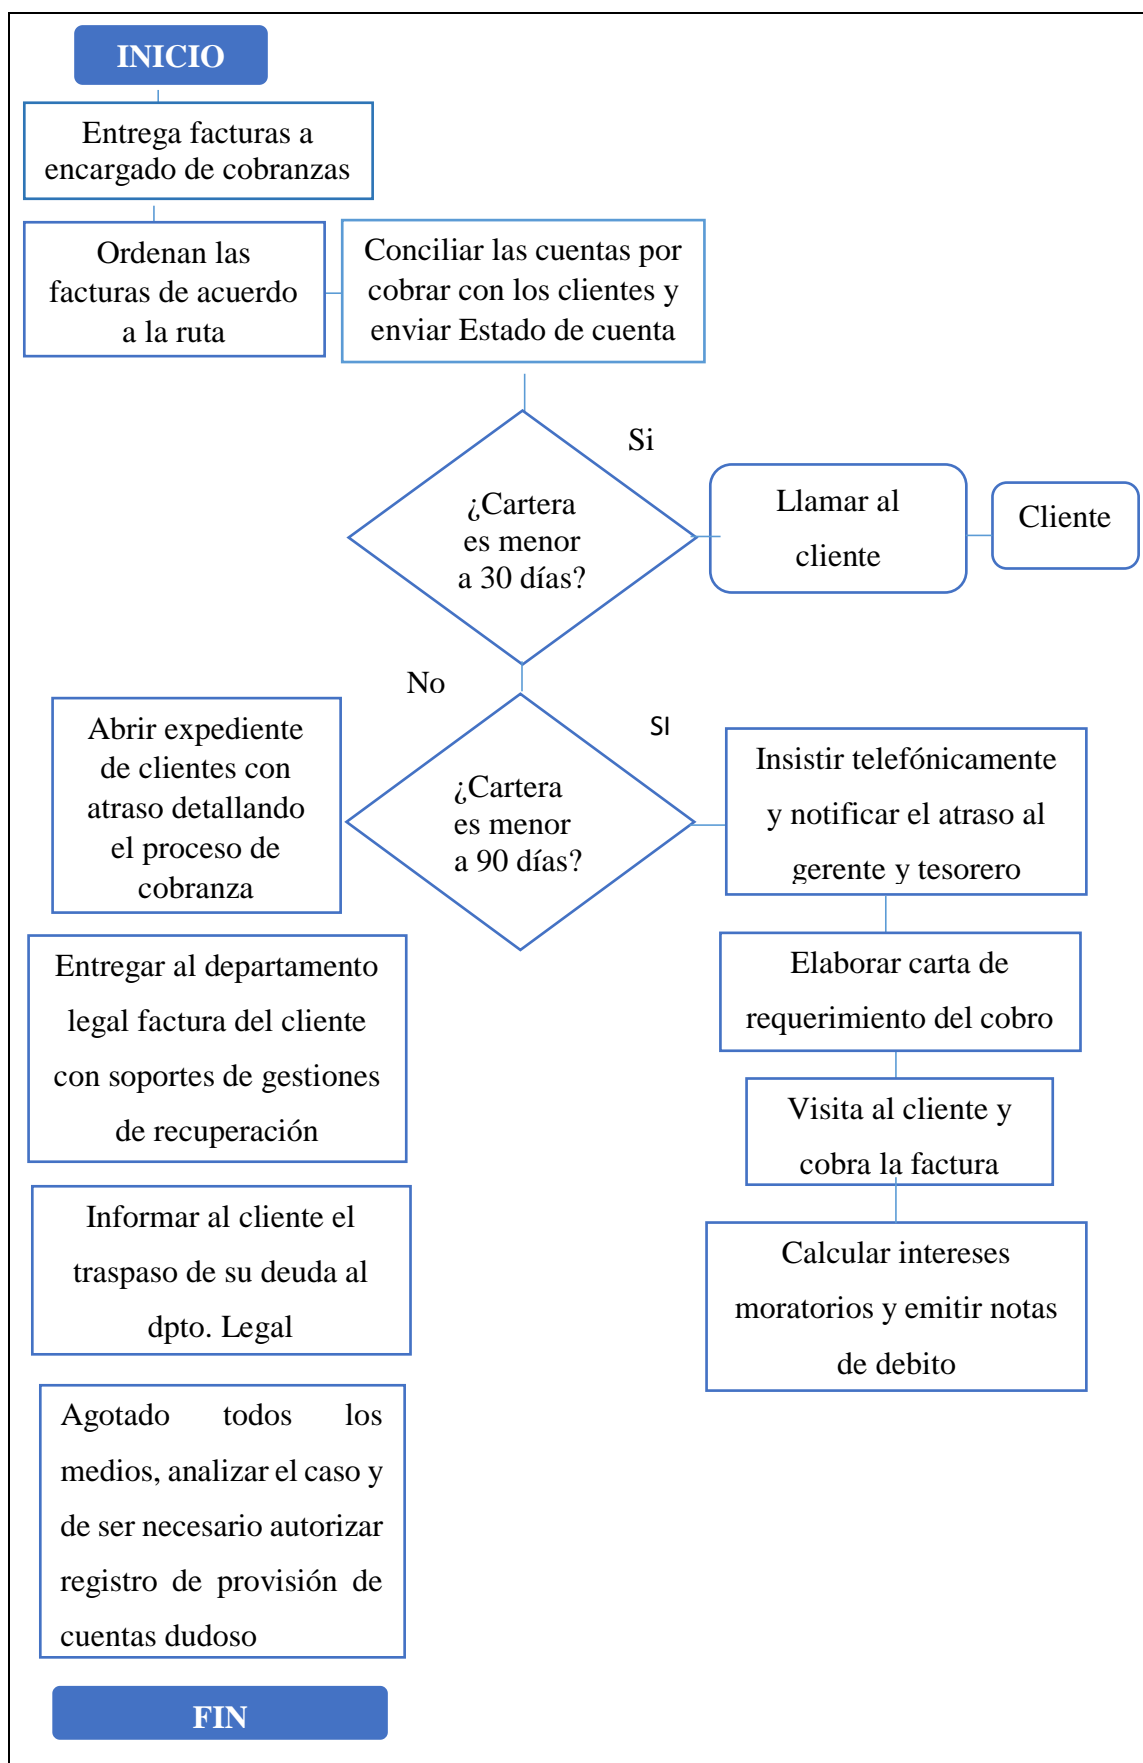 INICIO
Entrega facturas a
encargado de cobranzas
Ordenan las
facturas de acuerdo
a la ruta
Conciliar las cuentas por
cobrar con los clientes y
enviar Estado de cuenta
Si
¿Cartera
es menor
a 30 días?
Llamar al
cliente
Cliente
No
Abrir expediente
de clientes con
atraso detallando
el proceso de
cobranza
¿Cartera
es menor
a 90 días?
SI
Insistir telefónicamente
y notificar el atraso al
gerente y tesorero
Entregar al departamento
legal factura del cliente
con soportes de gestiones
de recuperación
Elaborar carta de
requerimiento del cobro
Visita al cliente y
cobra la factura
Informar al cliente el
traspaso de su deuda al
dpto. Legal
Calcular intereses
moratorios y emitir notas
de debito
Agotado todos los
medios, analizar el caso y
de ser necesario autorizar
registro de provisión de
cuentas dudoso
FIN